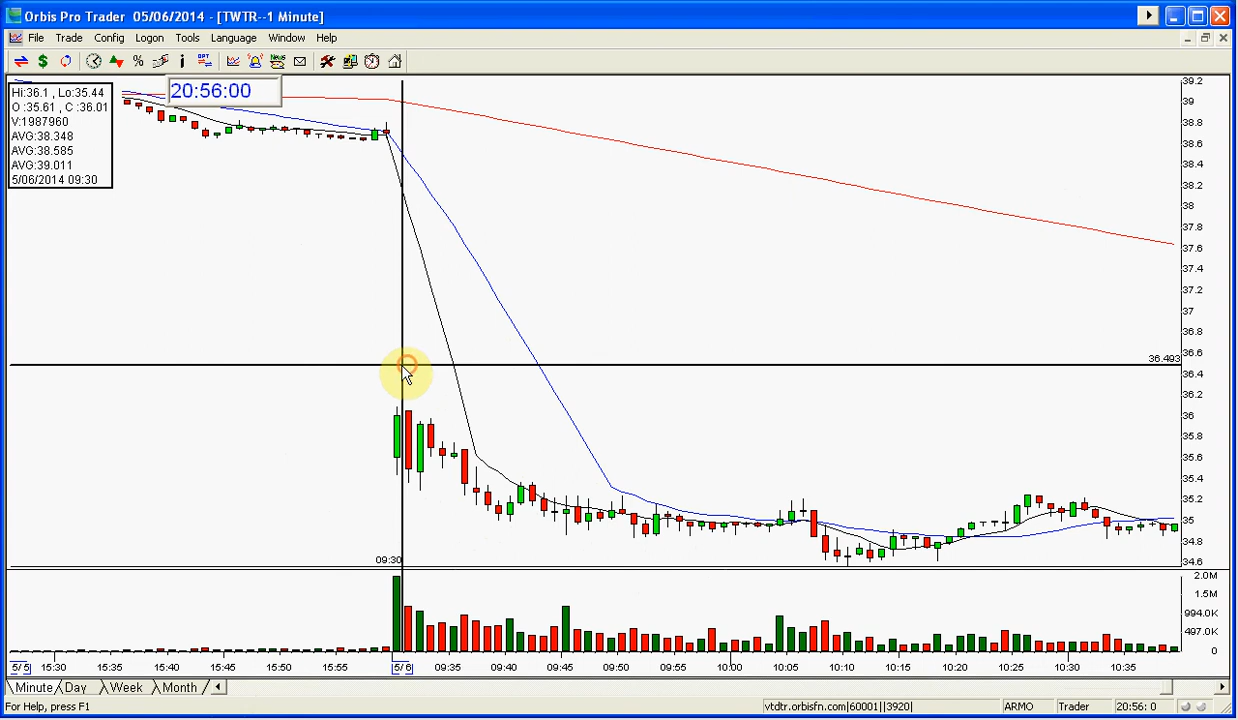 Orbis Pro Trader 05/06/2014 - [TWTR--1 Minute]
File Trade Config Logon Tools Language Window Help
20:56:00
Hi:36.1 , Lo:35.44
O :35.61 , C :36.01
V:1987960
AVG:38.348
AVG:38.585
AVG:39.011
5/06/2014 09:30
39.2
39
38.8
38.6
38.4
38.2
38
37.8
37.6
37.4
37.2
37
36.8
36.6
36.493
36.4
36.2
36
35.8
35.6
35.4
35.2
35
34.8
34.6
09:30
2.0M
1.5M
994.0K
497.0K
0
5/5 15:30 15:35 15:40 15:45 15:50 15:55 5/6 09:35 09:40 09:45 09:50 09:55 10:00 10:05 10:10 10:15 10:20 10:25 10:30 10:35
Minute Day Week Month
For Help, press F1 vtdtr.orbisfn.com|60001||3920| ARMO Trader 20:56: 0